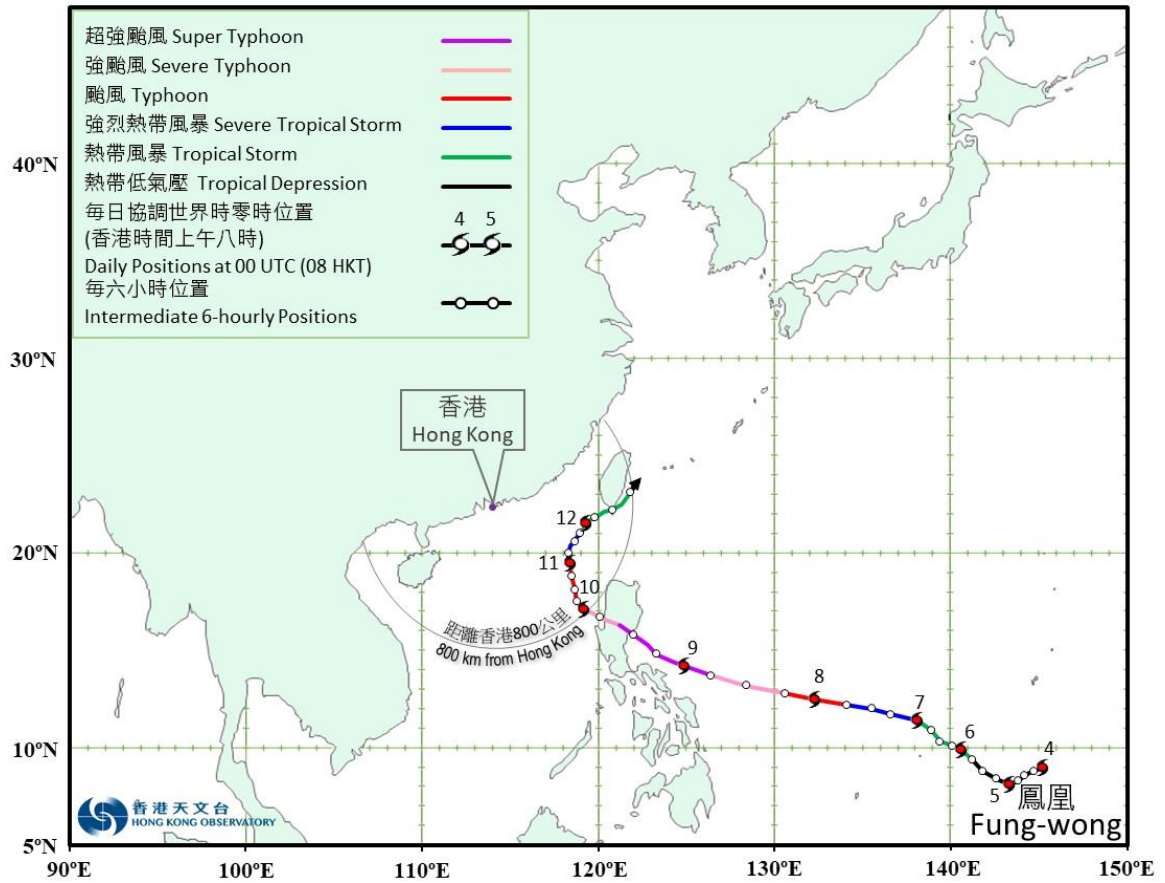 超強颱風 Super Typhoon
強颱風 Severe Typhoon
颱風 Typhoon
強烈熱帶風暴 Severe Tropical Storm
熱帶風暴 Tropical Storm
熱帶低氣壓 Tropical Depression
每日協調世界時零時位置
4 5
(香港時間上午八時)
Daily Positions at 00 UTC (08 HKT)
每六小時位置
Intermediate 6-hourly Positions
40°N
30°N
香港
Hong Kong
12
20°N
11
10
距離香港800公里
800 km from Hong Kong
9
8
7
6
10°N
4
5
鳳凰
Fung-wong
香港天文台
HONG KONG OBSERVATORY
5°N
90°E
100°E
110°E
120°E
130°E
140°E
150°E